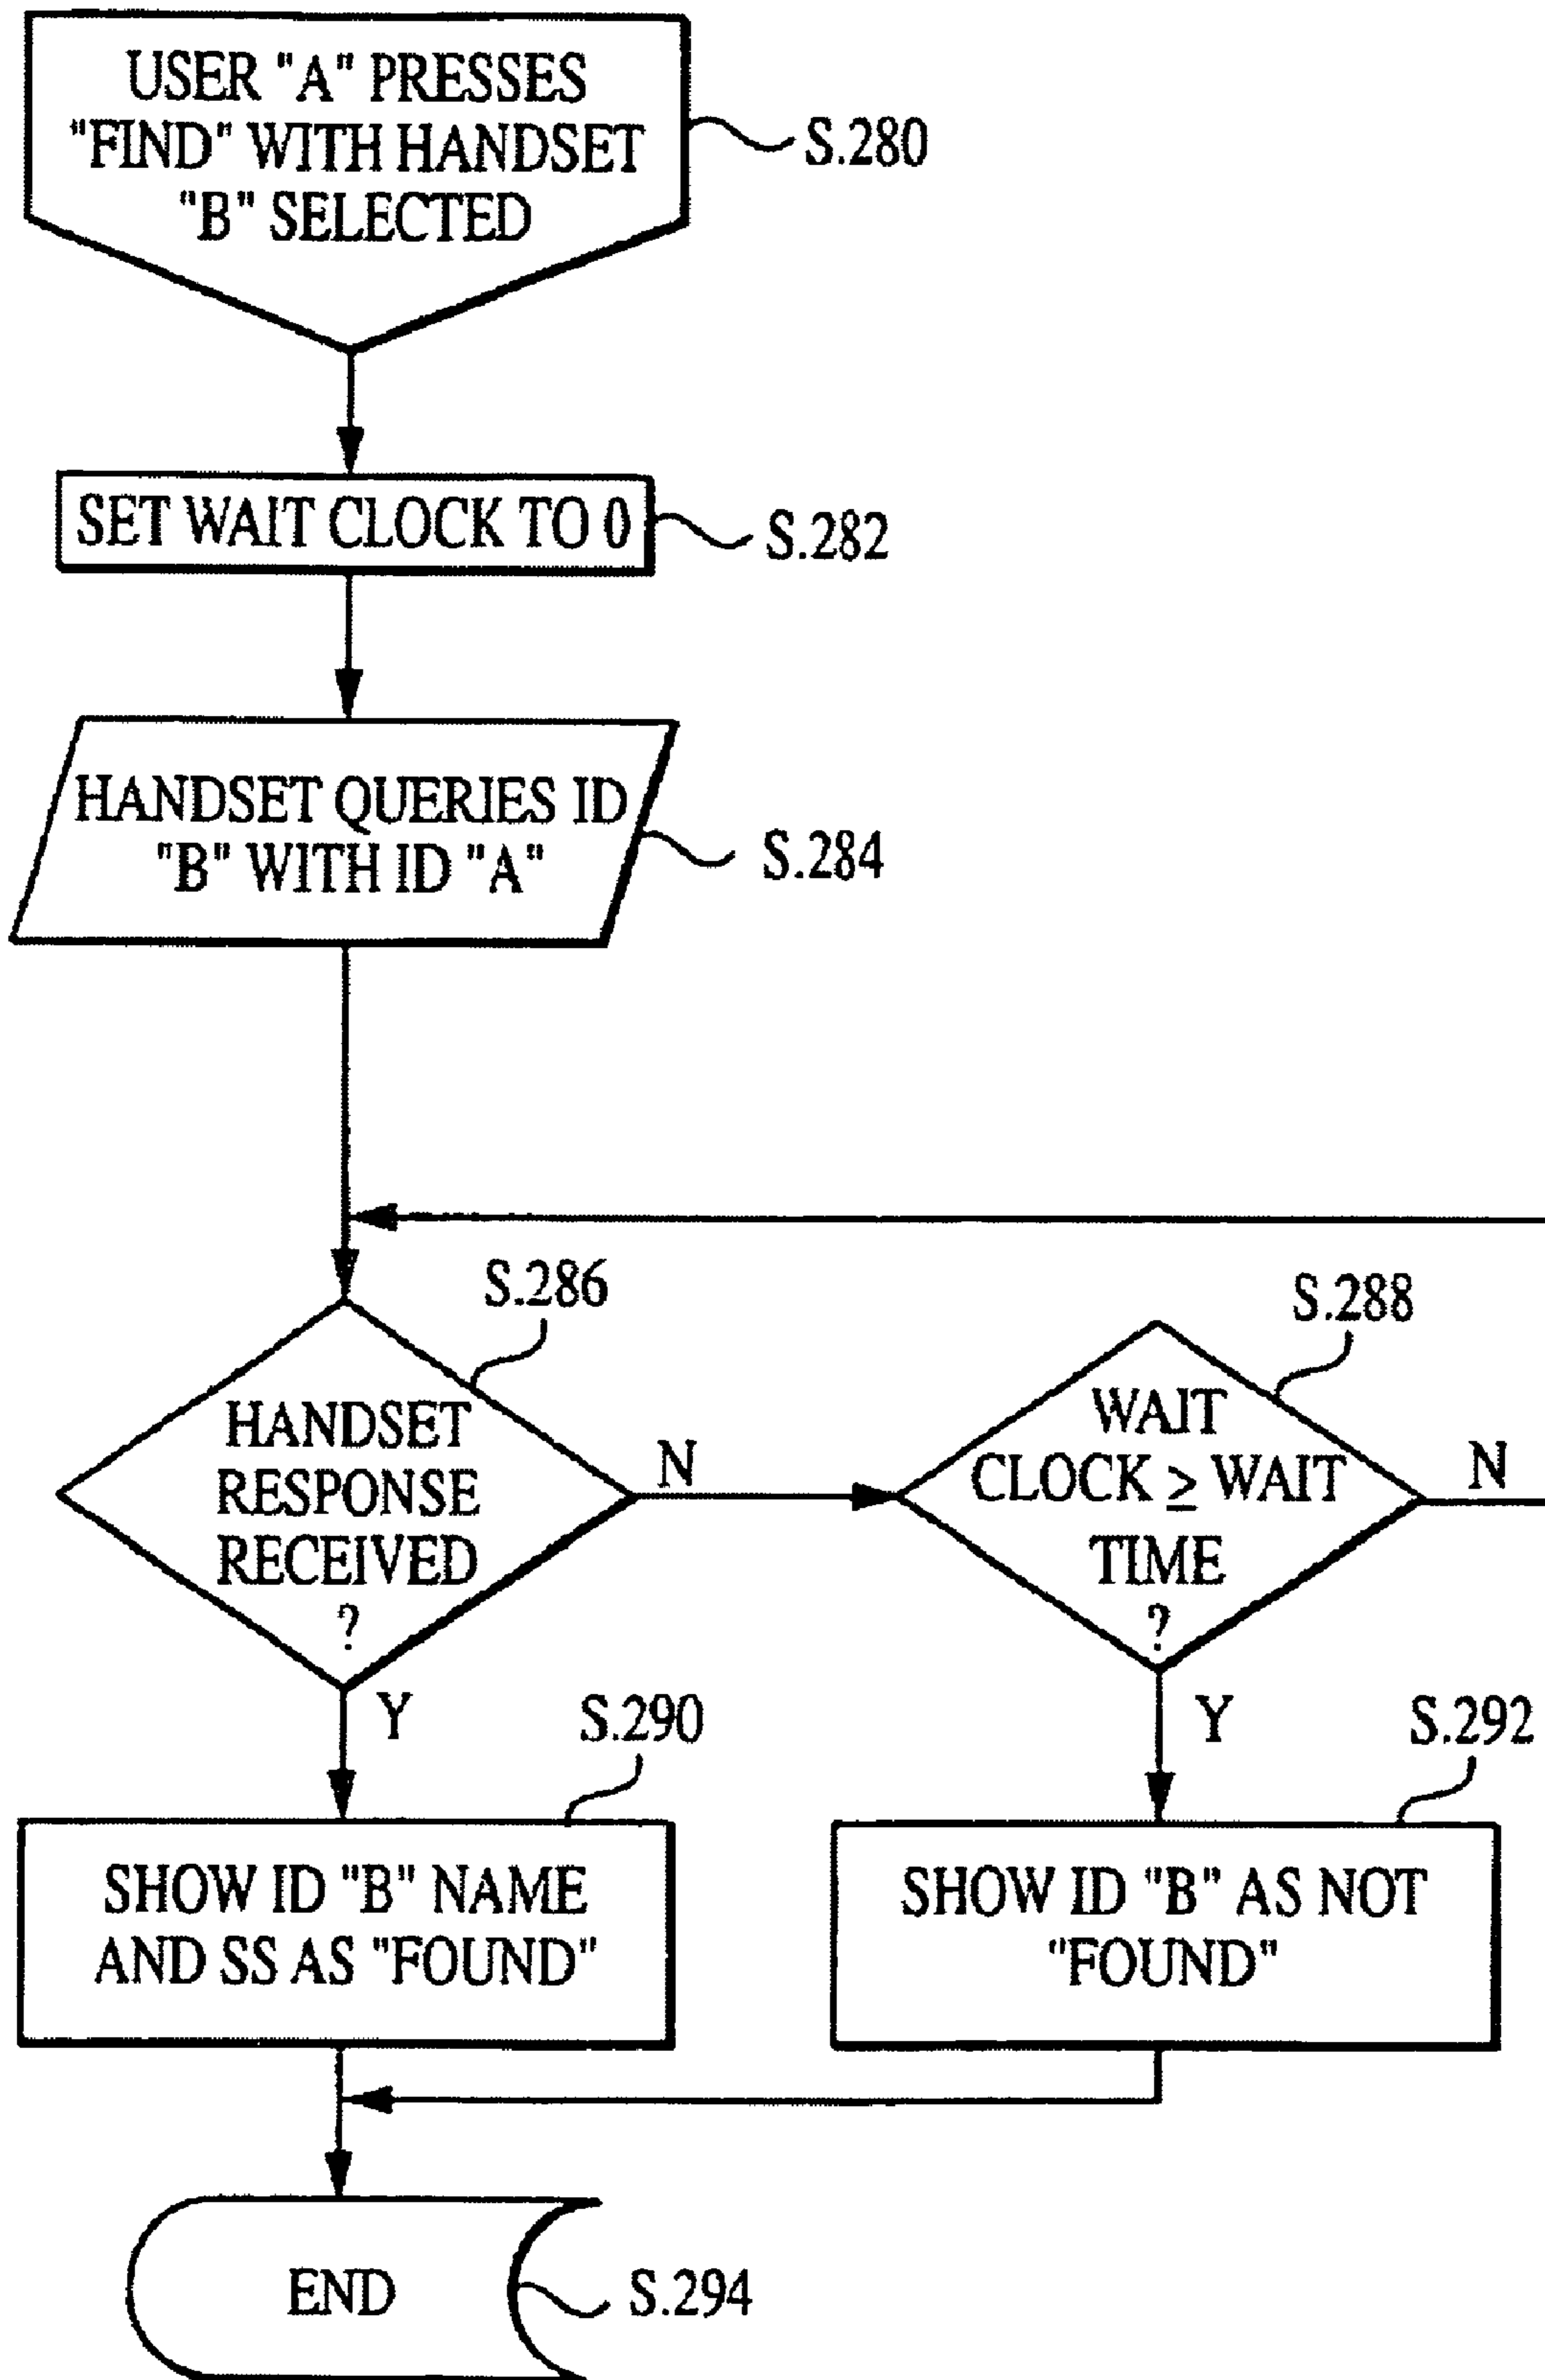 USER "A" PRESSES
"FIND" WITH HANDSET
"B" SELECTED
S.280
SET WAIT CLOCK TO 0
S.282
HANDSET QUERIES ID
"B" WITH ID "A"
S.284
S.286
HANDSET
RESPONSE
RECEIVED
?
N
Y
S.288
WAIT
CLOCK ≥ WAIT
TIME
?
N
Y
S.290
SHOW ID "B" NAME
AND SS AS "FOUND"
S.292
SHOW ID "B" AS NOT
"FOUND"
END
S.294